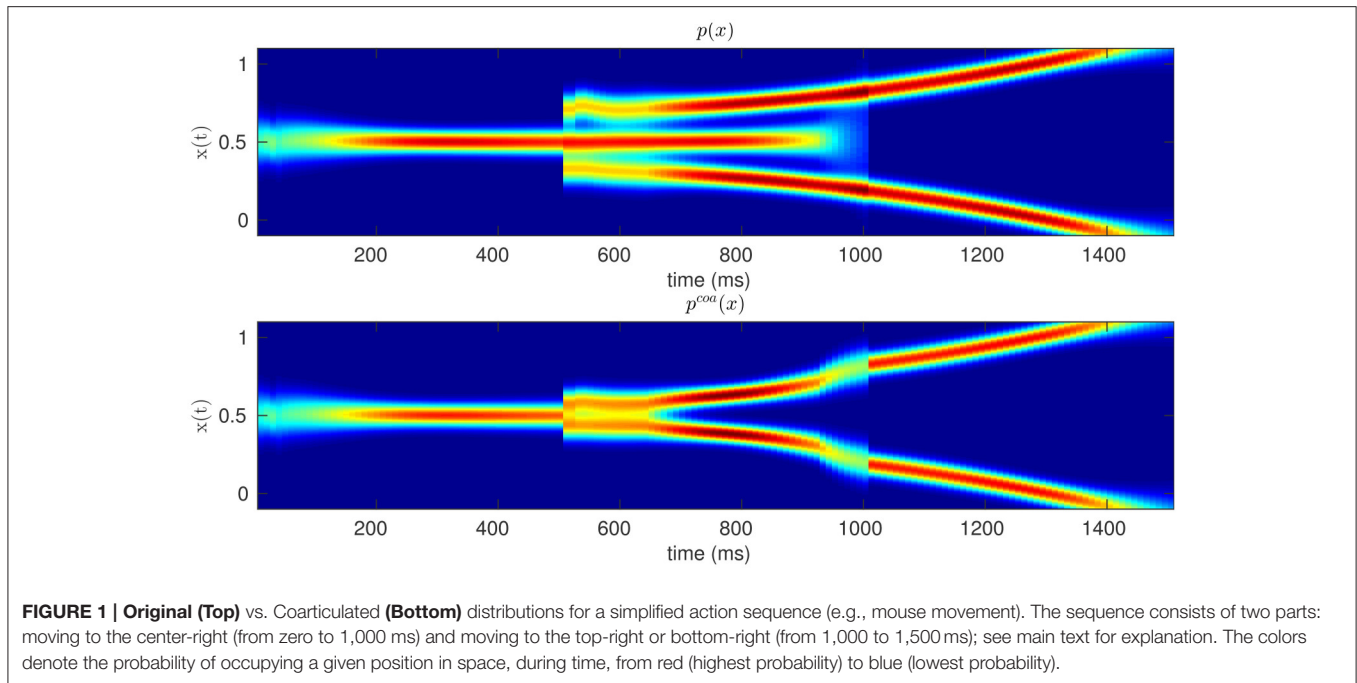 p(x)
1
0.5
0
x(t)
200 400 600 800 1000 1200 1400
time (ms)
p^{coa}(x)
1
0.5
0
x(t)
200 400 600 800 1000 1200 1400
time (ms)
FIGURE 1 | Original (Top) vs. Coarticulated (Bottom) distributions for a simplified action sequence (e.g., mouse movement). The sequence consists of two parts:
moving to the center-right (from zero to 1,000 ms) and moving to the top-right or bottom-right (from 1,000 to 1,500 ms); see main text for explanation. The colors
denote the probability of occupying a given position in space, during time, from red (highest probability) to blue (lowest probability).